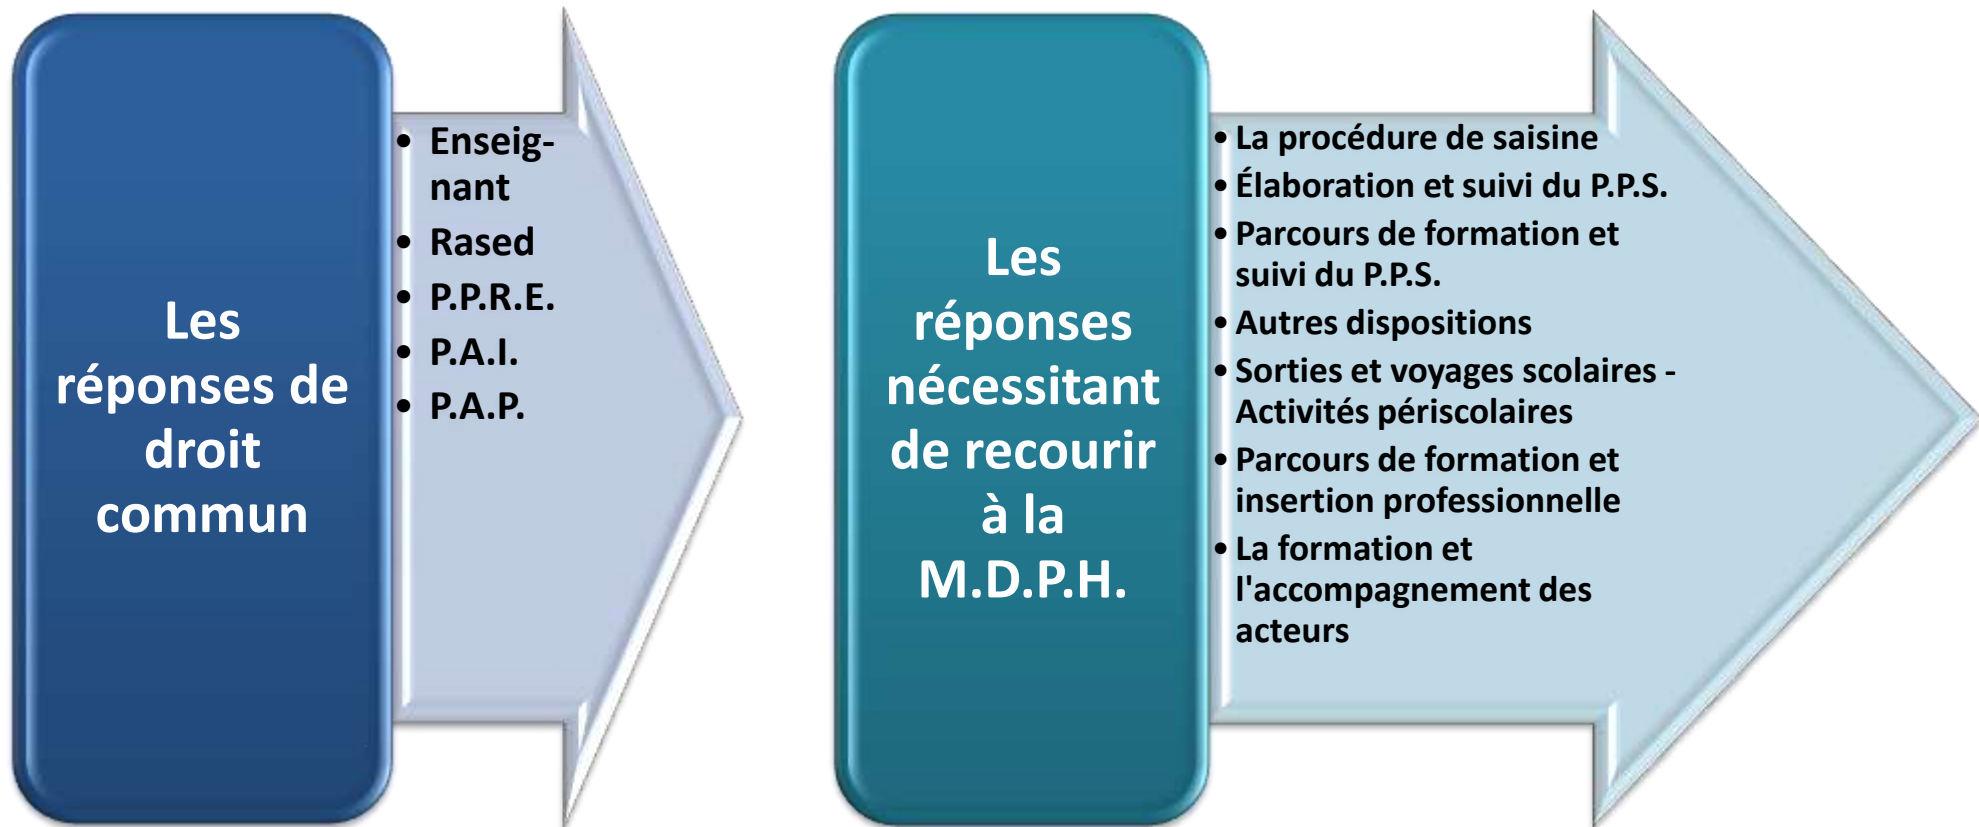 Les
réponses de
droit
commun
• Enseig-
nant
• Rased
• P.P.R.E.
• P.A.I.
• P.A.P.
Les
réponses
nécessitant
de recourir
à la
M.D.P.H.
• La procédure de saisine
• Élaboration et suivi du P.P.S.
• Parcours de formation et
suivi du P.P.S.
• Autres dispositions
• Sorties et voyages scolaires -
Activités périscolaires
• Parcours de formation et
insertion professionnelle
• La formation et
l'accompagnement des
acteurs